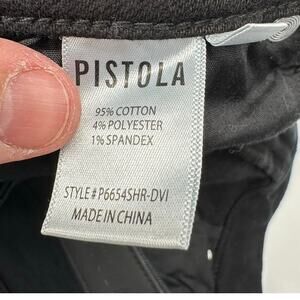 PISTOLA
95% COTTON
4% POLYESTER
1% SPANDEX
STYLE # P6654SHR-DVI
MADE IN CHINA